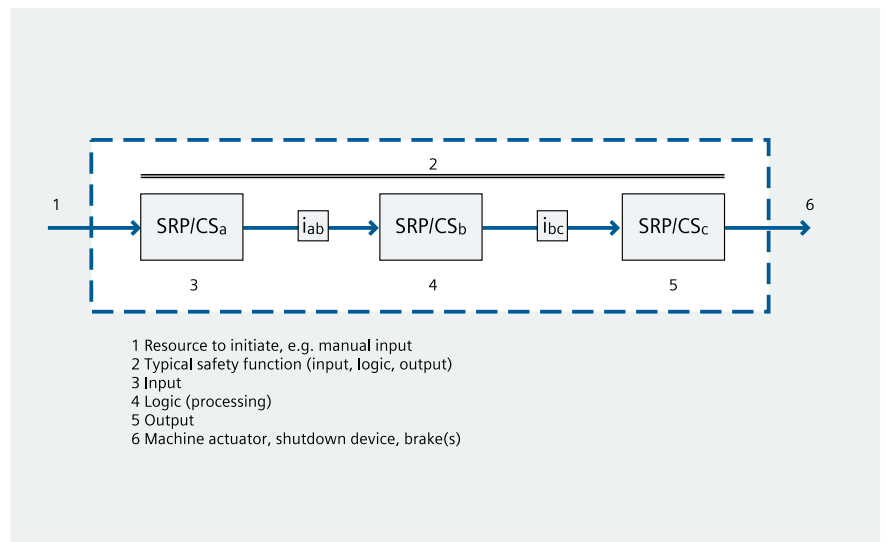 2
1
6
SRP/CSa
iab
SRP/CSb
ibc
SRP/CSc
3
4
5
1 Resource to initiate, e.g. manual input
2 Typical safety function (input, logic, output)
3 Input
4 Logic (processing)
5 Output
6 Machine actuator, shutdown device, brake(s)